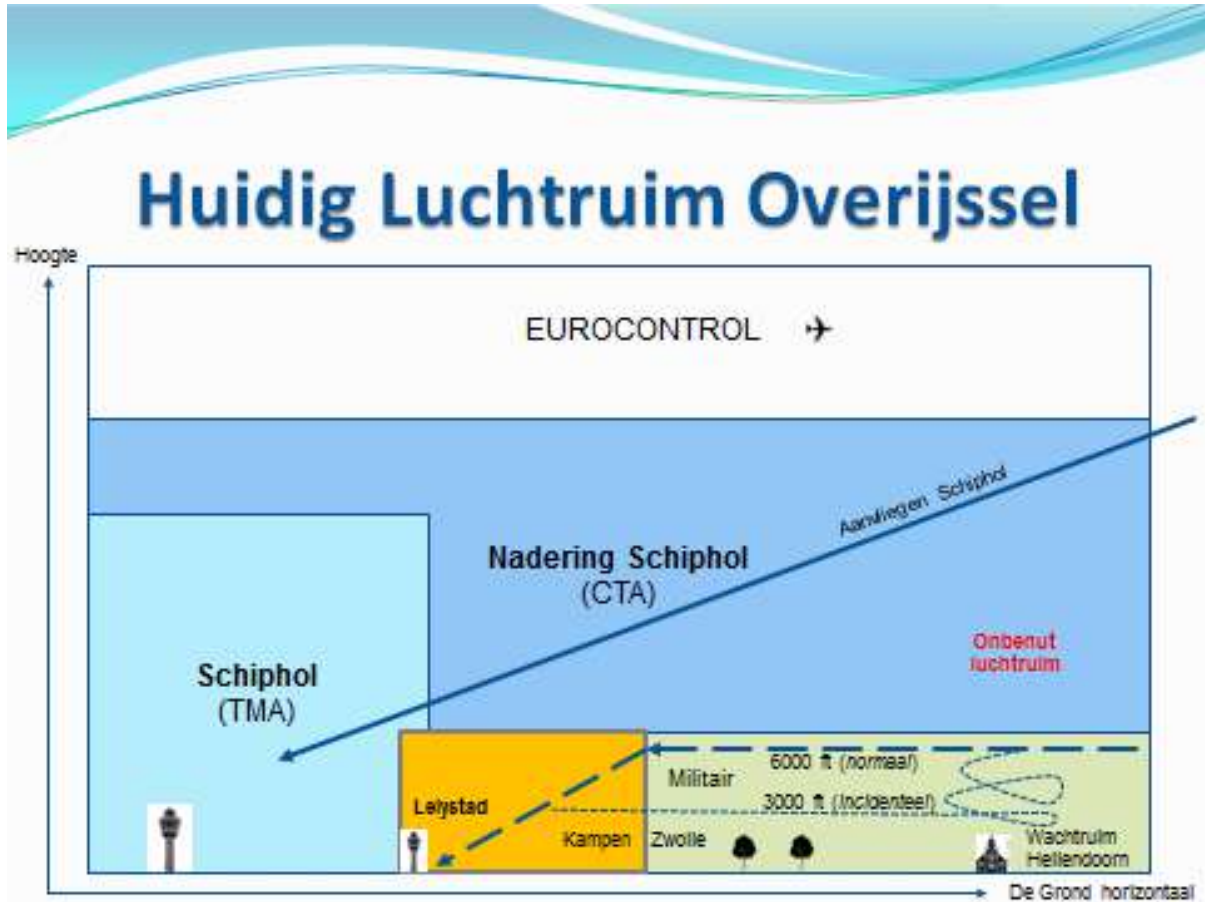 Huidig Luchtruim Overijssel
Hoogte
EUROCONTROL
Aanvliegen Schiphol
Nadering Schiphol
(CTA)
Onbenut
luchtruim
Schiphol
(TMA)
6000 ft (normaal)
Militair
3000 ft (incidenteel)
Lelystad
Kampen
Zwolle
Wachtruim
Hellendoorn
De Grond horizontaal